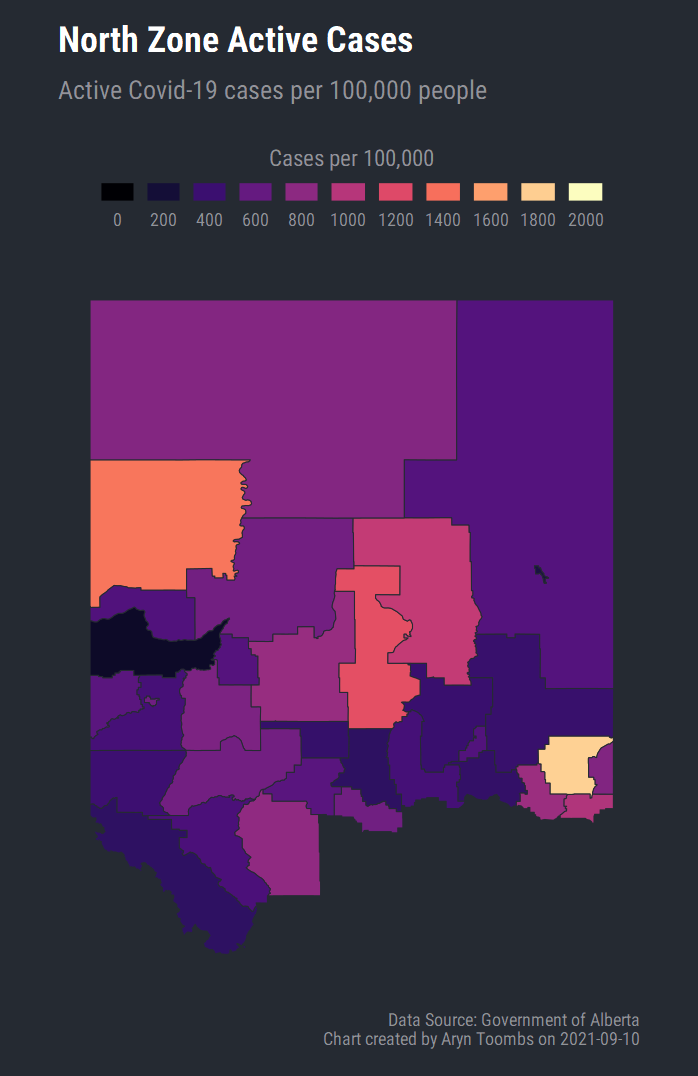 North Zone Active Cases
Active Covid-19 cases per 100,000 people
Cases per 100,000
0 200 400 600 800 1000 1200 1400 1600 1800 2000
Data Source: Government of Alberta
Chart created by Aryn Toombs on 2021-09-10